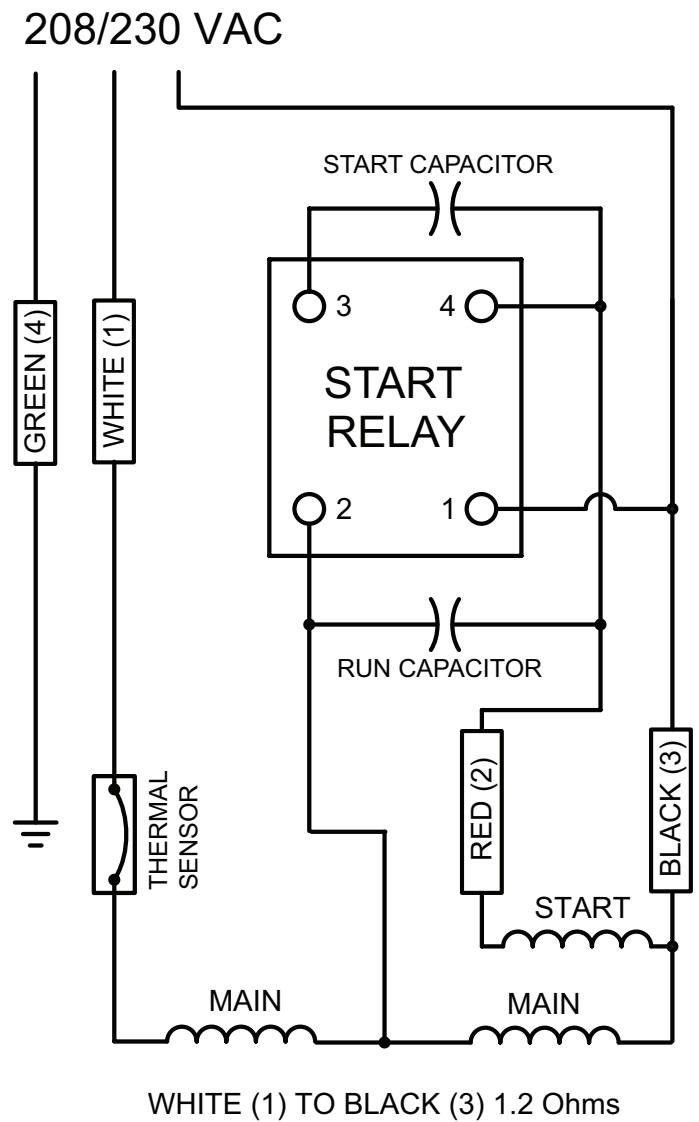 208/230 VAC
START CAPACITOR
3
4
START
RELAY
2
1
GREEN (4)
WHITE (1)
RUN CAPACITOR
RED (2)
BLACK (3)
THERMAL
SENSOR
START
MAIN
MAIN
WHITE (1) TO BLACK (3) 1.2 Ohms